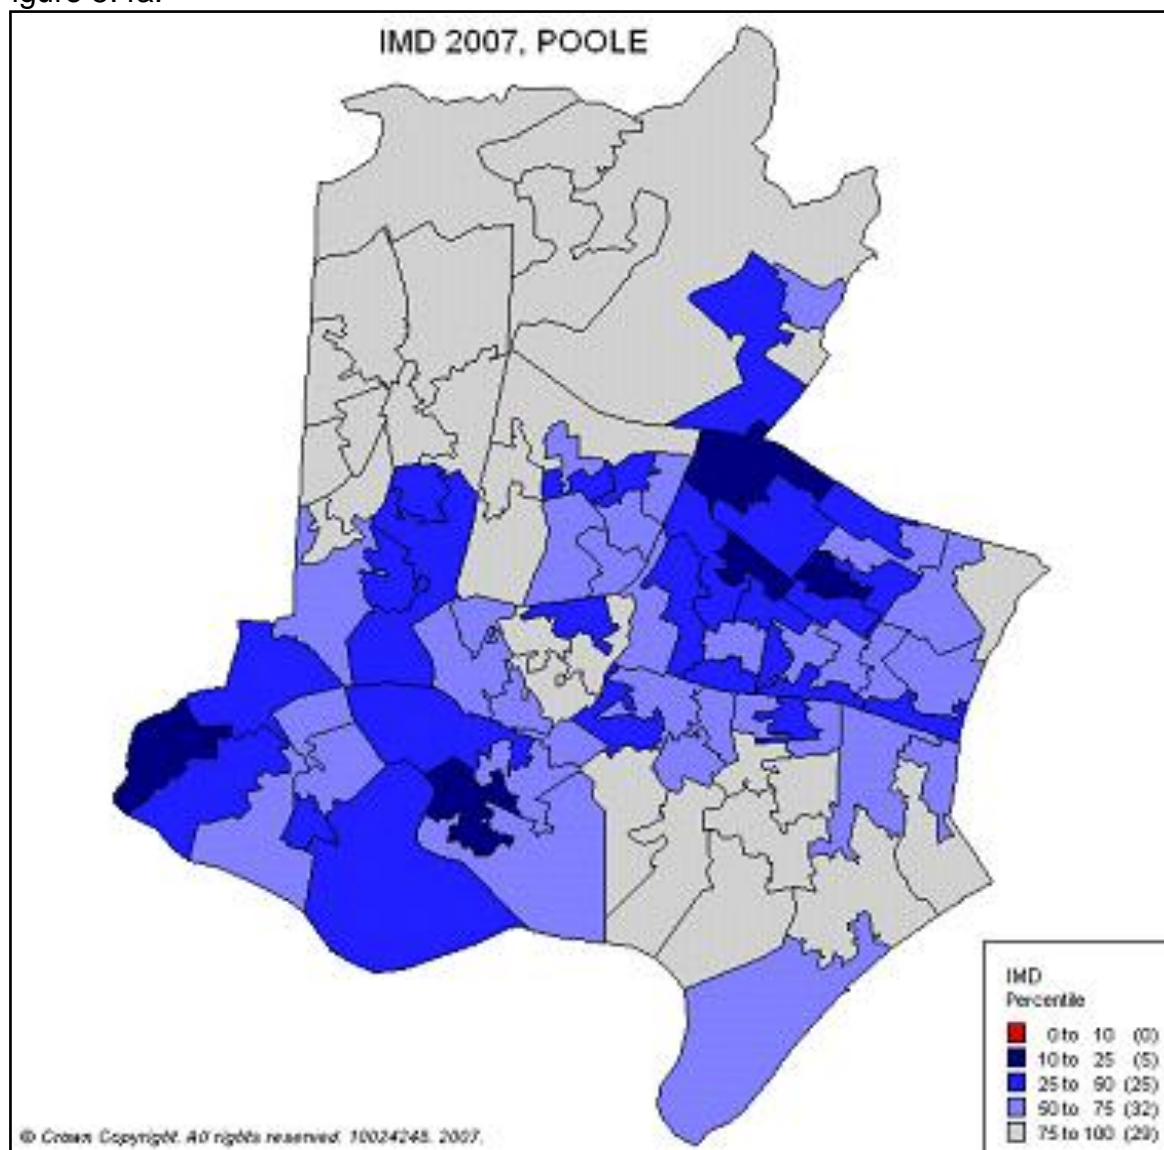 IMD 2007, POOLE
IMD
Percentile
0 to 10 (0)
10 to 25 (5)
25 to 50 (25)
50 to 75 (32)
75 to 100 (29)
© Crown Copyright. All rights reserved. 10024248. 2007.